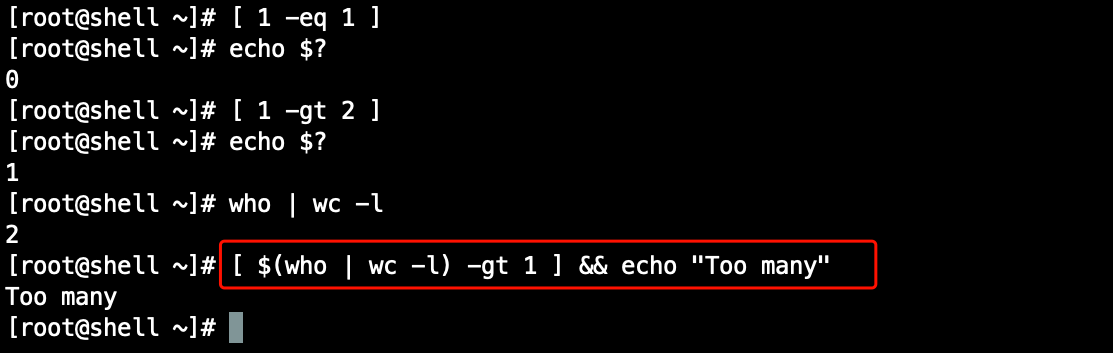 [root@shell ~]# [ 1 -eq 1 ]
[root@shell ~]# echo $?
0
[root@shell ~]# [ 1 -gt 2 ]
[root@shell ~]# echo $?
1
[root@shell ~]# who | wc -l
2
[root@shell ~]# [ $(who | wc -l) -gt 1 ] && echo "Too many"
Too many
[root@shell ~]#